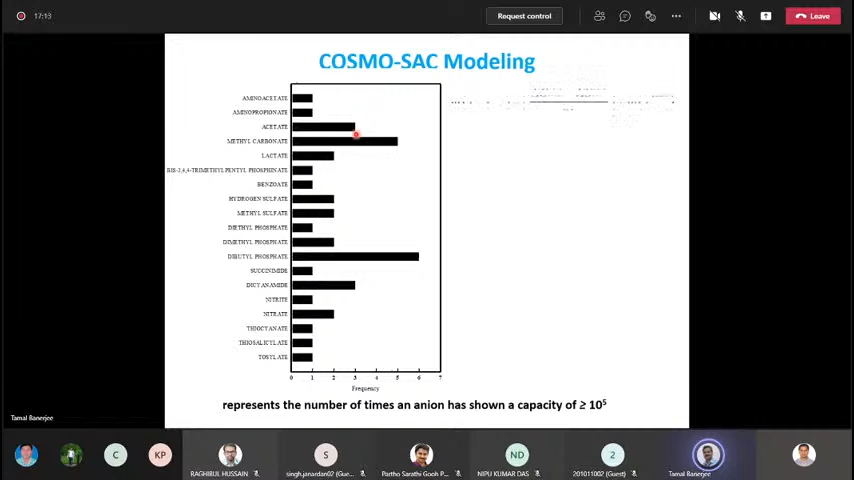 17:13
Request control
Leave
COSMO-SAC Modeling
AMINOACETATE
AMINOPROPIONATE
ACETATE
METHYL CARBONATE
LACTATE
BIS-2,4,4-TRIMETHYL PENTYL PHOSPHINATE
BENZOATE
HYDROGEN SULFATE
METHYL SULFATE
DIETHYL PHOSPHATE
DIMETHYL PHOSPHATE
DIBUTYL PHOSPHATE
SUCCINIMIDE
DICYANAMIDE
NITRITE
NITRATE
THIOCYANATE
THIOSALICYLATE
TOSYLATE
0 1 2 3 4 5 6 7
Frequency
represents the number of times an anion has shown a capacity of ≥ 10⁵
Tamal Banerjee
C
KP
S
ND
2
RAGHIBUL HUSSAIN
singh.janardan02 (Gue...
Partho Sarathi Gooh P...
NIPU KUMAR DAS
201011002 (Guest)
Tamal Banerjee